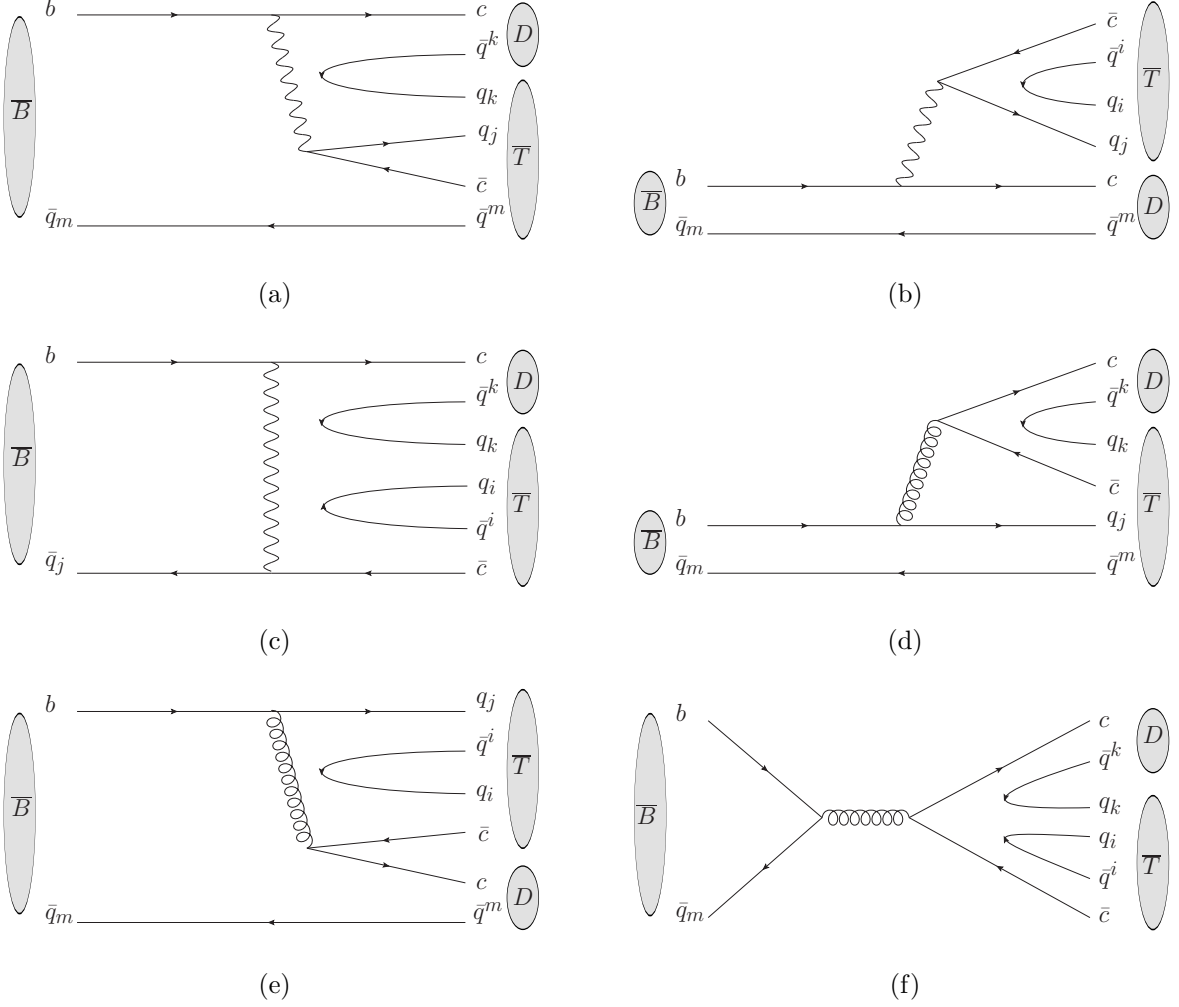 b c
D
q̄^k
B̄
q_k
q_j
T̄
c̄
q̄_m q̄^m
(a)
c̄
q̄^i
T̄
q_i
q_j
b c
B̄ D
q̄_m q̄^m
(b)
b c
D
q̄^k
B̄
q_k
q_i
T̄
q̄^i
q̄_j c̄
(c)
c
D
q̄^k
q_k
c̄
T̄
b q_j
B̄
q̄_m q̄^m
(d)
b q_j
q̄^i
T̄
B̄
q_i
c̄
c
D
q̄_m q̄^m
(e)
b c
D
q̄^k
B̄
q_k
q_i
T̄
q̄^i
q̄_m c̄
(f)